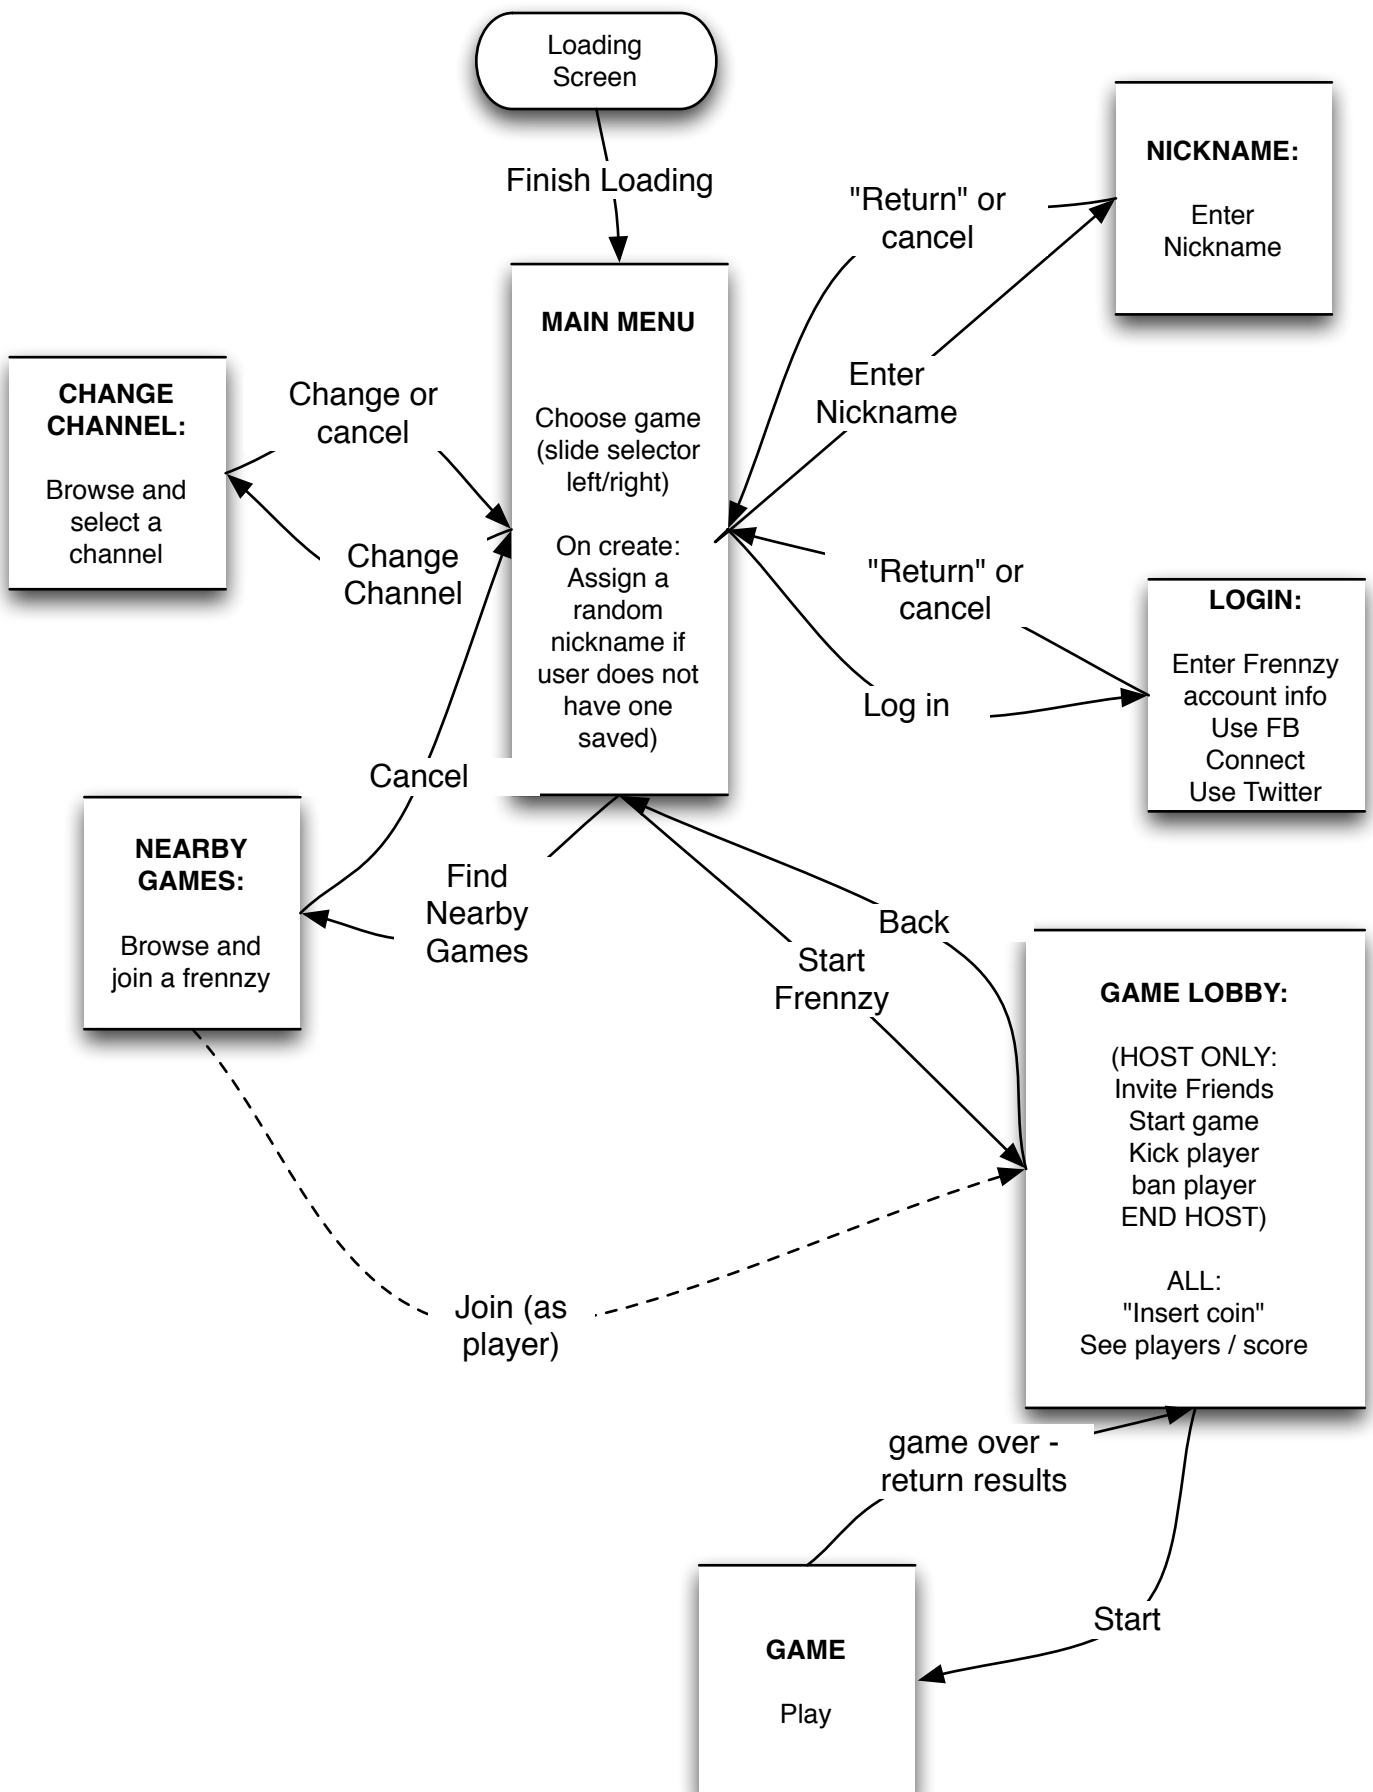 Loading
Screen
Finish Loading
NICKNAME:
Enter
Nickname
"Return" or
cancel
Enter
Nickname
MAIN MENU
Choose game
(slide selector
left/right)
On create:
Assign a
random
nickname if
user does not
have one
saved)
CHANGE
CHANNEL:
Browse and
select a
channel
Change or
cancel
Change
Channel
"Return" or
cancel
Log in
LOGIN:
Enter Frennzy
account info
Use FB
Connect
Use Twitter
Cancel
NEARBY
GAMES:
Browse and
join a frennzy
Find
Nearby
Games
Back
Start
Frennzy
GAME LOBBY:
(HOST ONLY:
Invite Friends
Start game
Kick player
ban player
END HOST)
ALL:
"Insert coin"
See players / score
Join (as
player)
game over -
return results
Start
GAME
Play